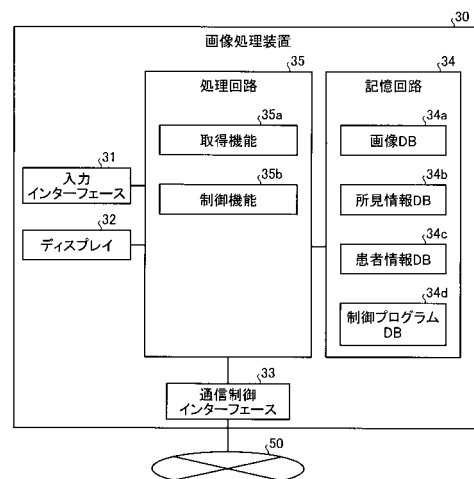 30
画像処理装置
35
処理回路
35a
取得機能
35b
制御機能
34
記憶回路
34a
画像DB
34b
所見情報DB
34c
患者情報DB
34d
制御プログラム
DB
31
入力
インターフェース
32
ディスプレイ
33
通信制御
インターフェース
50